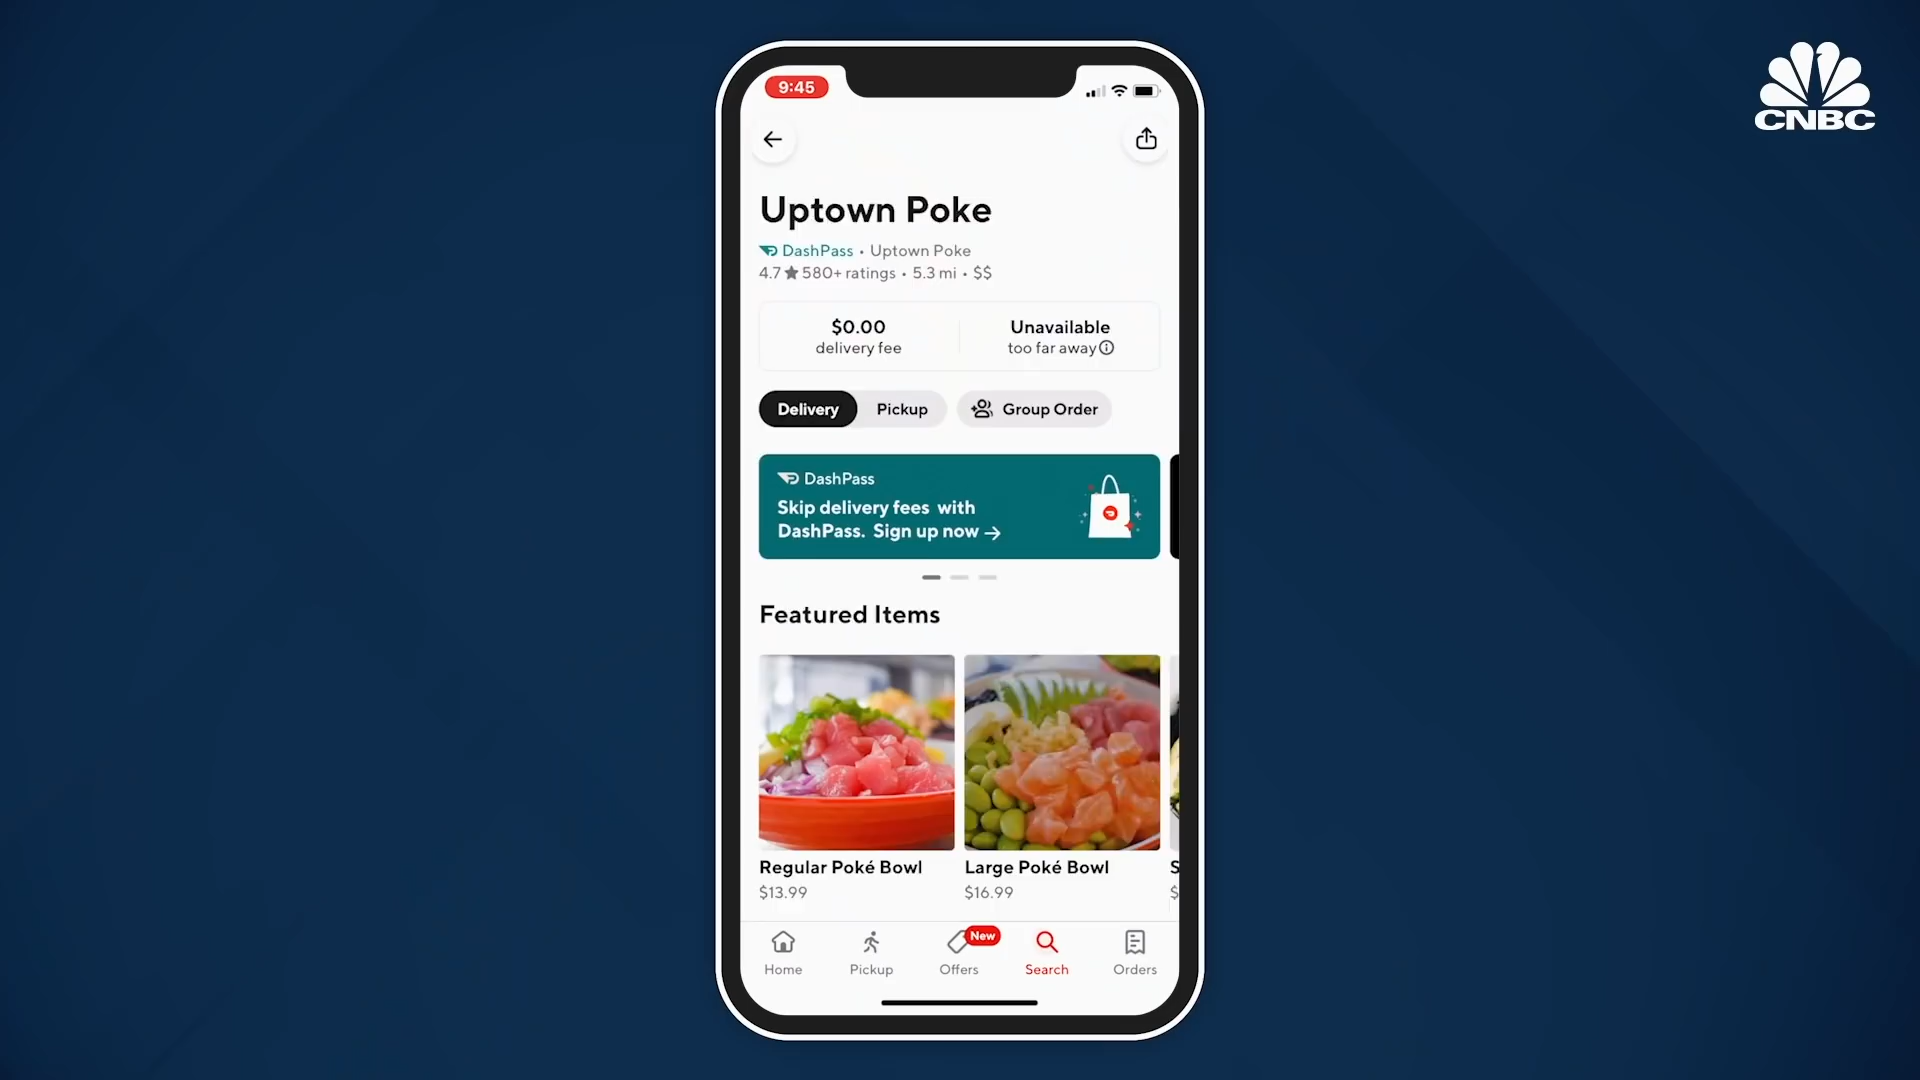 9:45
CNBC
Uptown Poke
DashPass • Uptown Poke
4.7 ★ 580+ ratings • 5.3 mi • $$
$0.00
delivery fee
Unavailable
too far away
Delivery
Pickup
Group Order
DashPass
Skip delivery fees with
DashPass. Sign up now →
Featured Items
Regular Poké Bowl
$13.99
Large Poké Bowl
$16.99
S
$
Home
Pickup
Offers
New
Search
Orders